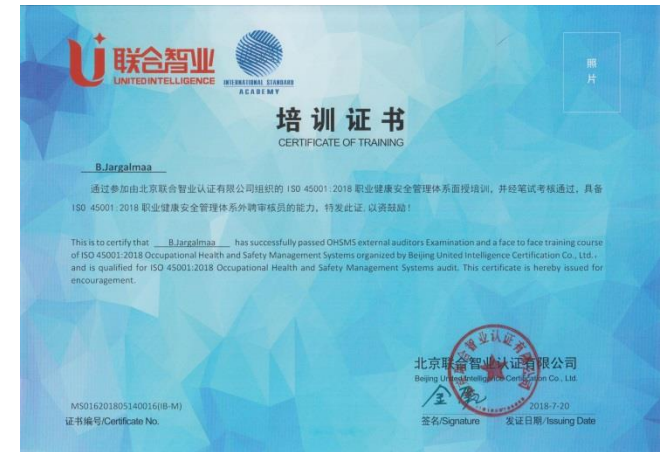 联合智业
UNITED INTELLIGENCE
INTERNATIONAL STANDARD
ACADEMY
照
片
培训证书
CERTIFICATE OF TRAINING
B.Jargalmaa
通过参加由北京联合智业认证有限公司组织的 ISO 45001:2018 职业健康安全管理体系面授培训,并经笔试考核通过,具备
ISO 45001:2018 职业健康安全管理体系外聘审核员的能力,特发此证.以资鼓励!
This is to certify that B.Jargalmaa has successfully passed OHSMS external auditors Examination and a face to face training course
of ISO 45001:2018 Occupational Health and Safety Management Systems organized by Beijing United Intelligence Certification Co., Ltd.,
and is qualified for ISO 45001:2018 Occupational Health and Safety Management Systems audit. This certificate is hereby issued for
encouragement.
北京联合智业认证有限公司
Beijing United Intelligence Certification Co., Ltd.
MS016201805140016(IB-M)
2018-7-20
证书编号/Certificate No.
签名/Signature
发证日期/Issuing Date